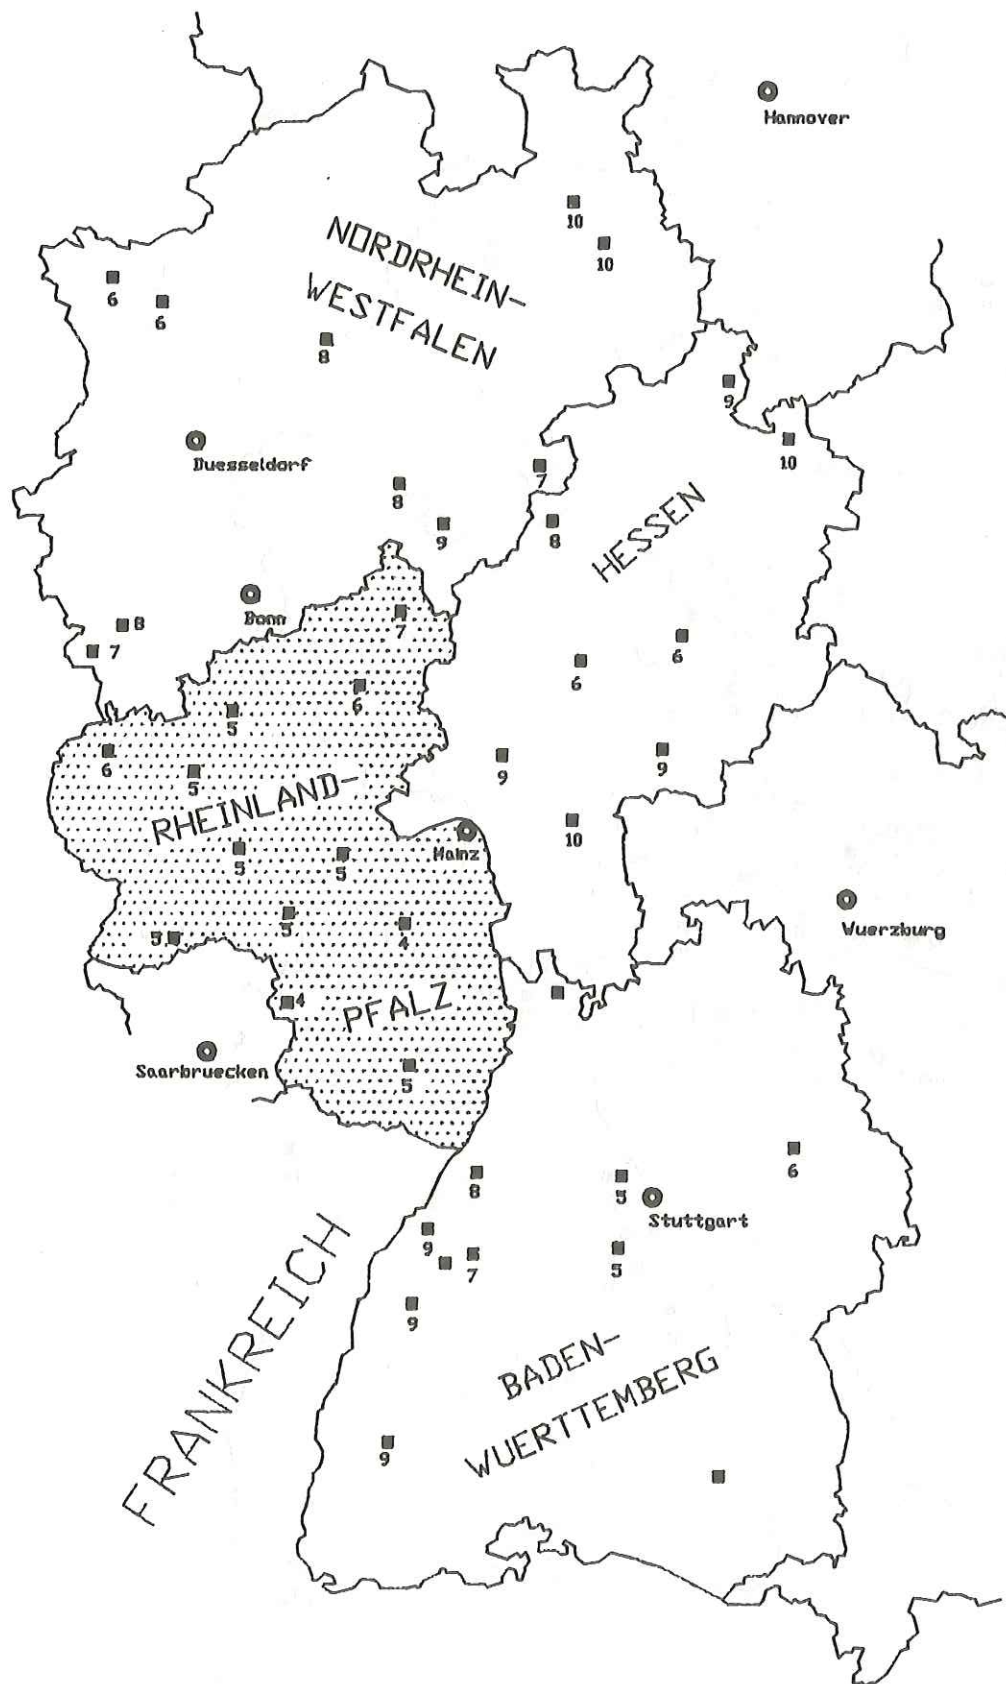 Hannover
10
NORDRHEIN-
10
6
6
WESTFALEN
8
9
Duesseldorf
10
7
8
HESSEN
9
8
Bonn
7
8
7
6
6
6
5
6
9
9
5
RHEINLAND-
10
Mainz
5
5
Wuerzburg
5
4
5
4
PFALZ
Saarbruecken
5
6
8
5
Stuttgart
9
7
5
FRANKREICH
9
BADEN-
WUERTTEMBERG
9